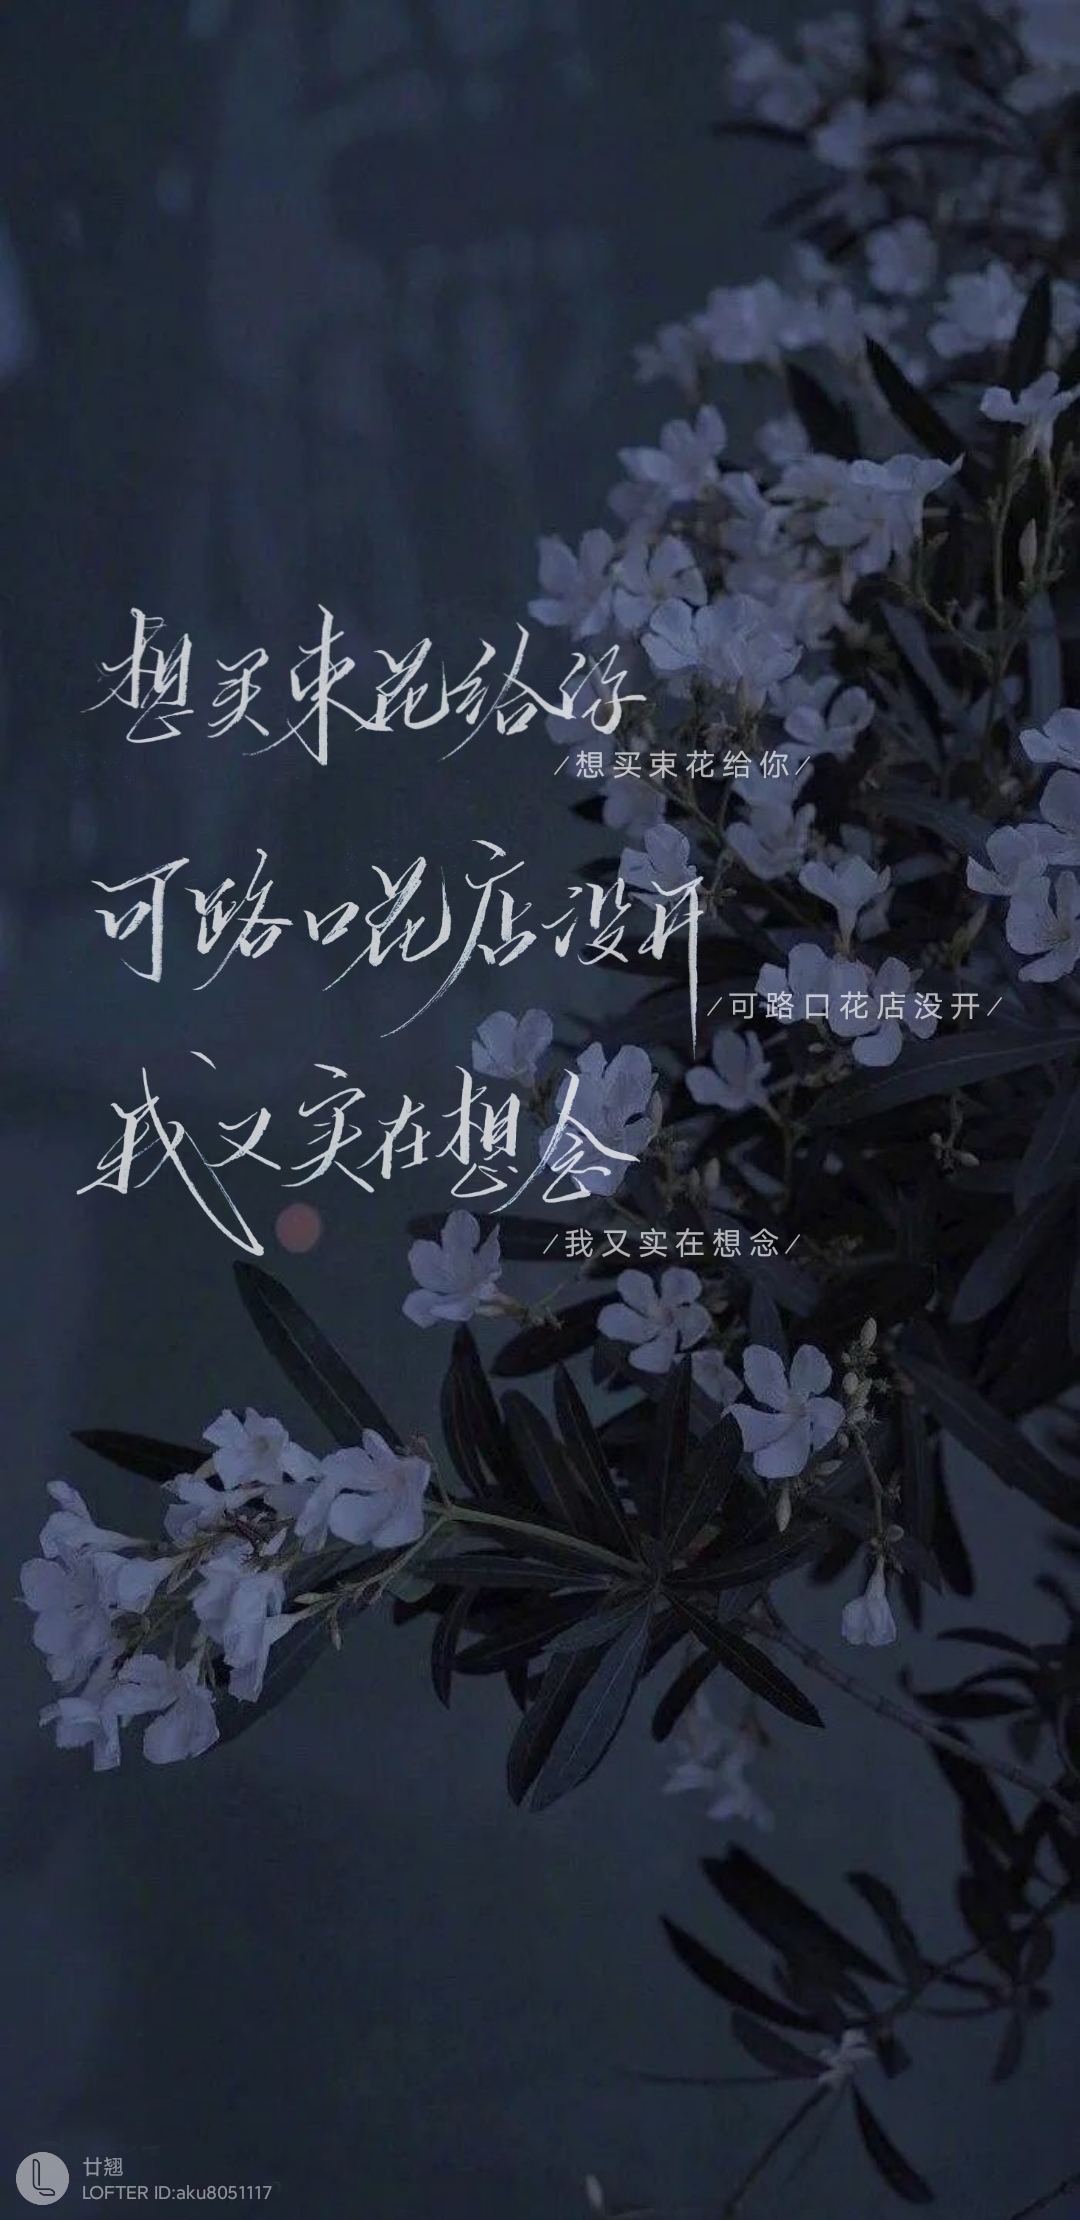 想买束花给你
/想买束花给你/
可路口花店没开
/可路口花店没开/
我又实在想念
/我又实在想念/
廿翘
LOFTER ID:aku8051117